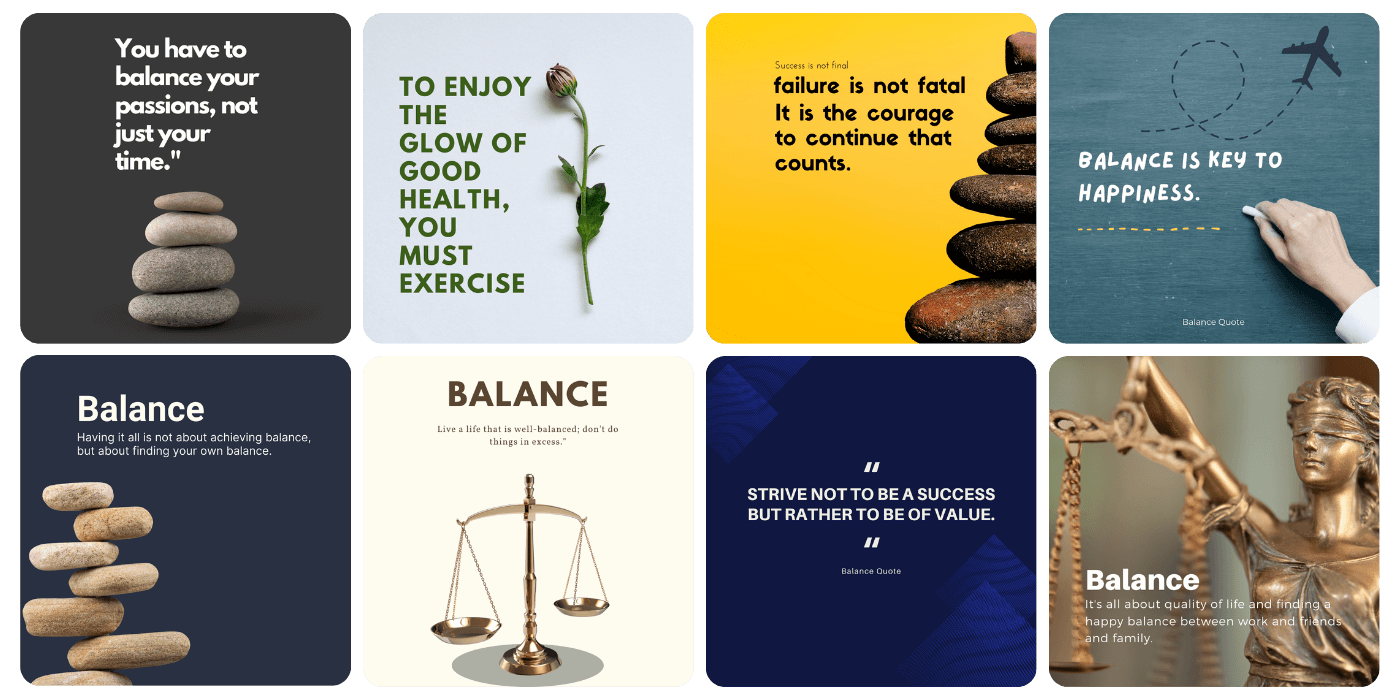 You have to
balance your
passions, not
just your
time."
TO ENJOY
THE
GLOW OF
GOOD
HEALTH,
YOU
MUST
EXERCISE
Success is not final
failure is not fatal
It is the courage
to continue that
counts.
BALANCE IS KEY TO
HAPPINESS.
Balance Quote
Balance
Having it all is not about achieving balance,
but about finding your own balance.
BALANCE
Live a life that is well-balanced; don't do
things in excess."
"
STRIVE NOT TO BE A SUCCESS
BUT RATHER TO BE OF VALUE.
"
Balance Quote
Balance
It's all about quality of life and finding a
happy balance between work and friends
and family.